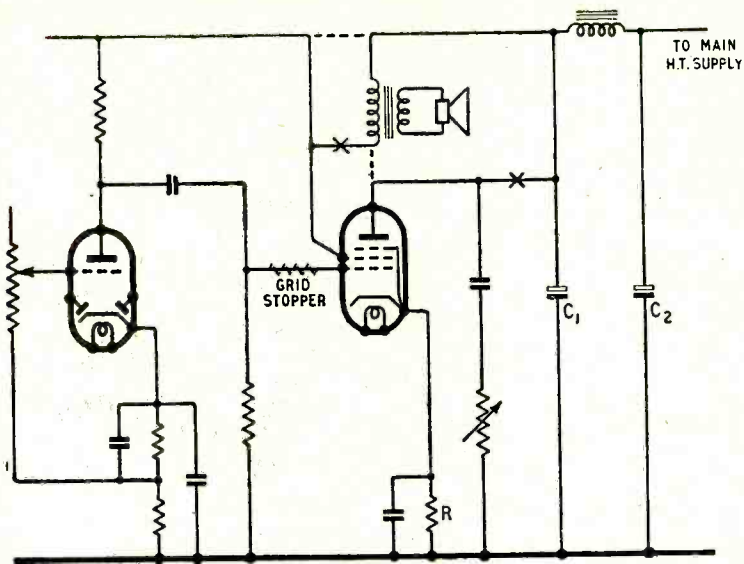 TO MAIN
H.T. SUPPLY
GRID
STOPPER
C₁
C₂
R